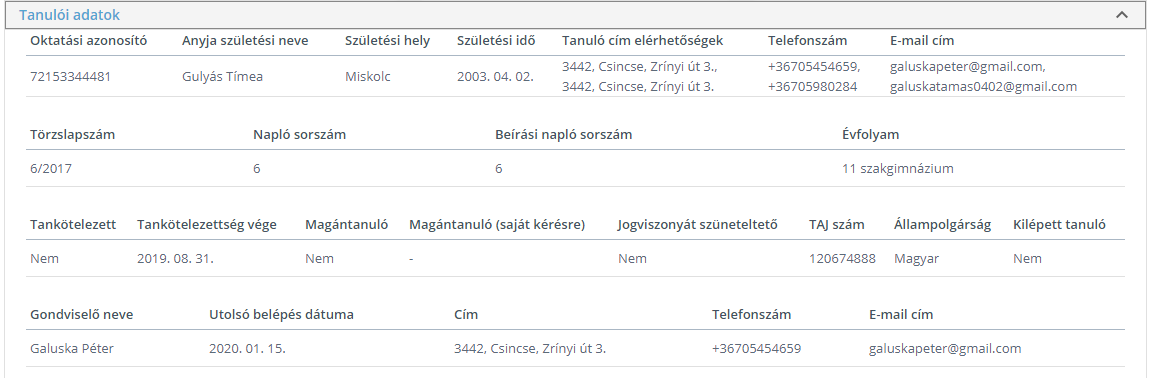 Tanulói adatok
Oktatási azonosító Anyja születési neve Születési hely Születési idő Tanuló cím elérhetőségek Telefonszám E-mail cím
72153344481 Gulyás Tímea Miskolc 2003. 04. 02. 3442, Csincse, Zrínyi út 3., +36705454659, galuskapeter@gmail.com,
3442, Csincse, Zrínyi út 3. +36705980284 galuskatamas0402@gmail.com
Törzslapszám Napló sorszám Beírási napló sorszám Évfolyam
6/2017 6 6 11 szakgimnázium
Tankötelezett Tankötelezettség vége Magántanuló Magántanuló (saját kérésre) Jogviszonyát szüneteltető TAJ szám Állampolgárság Kilépett tanuló
Nem 2019. 08. 31. Nem - Nem 120674888 Magyar Nem
Gondviselő neve Utolsó belépés dátuma Cím Telefonszám E-mail cím
Galuska Péter 2020. 01. 15. 3442, Csincse, Zrínyi út 3. +36705454659 galuskapeter@gmail.com